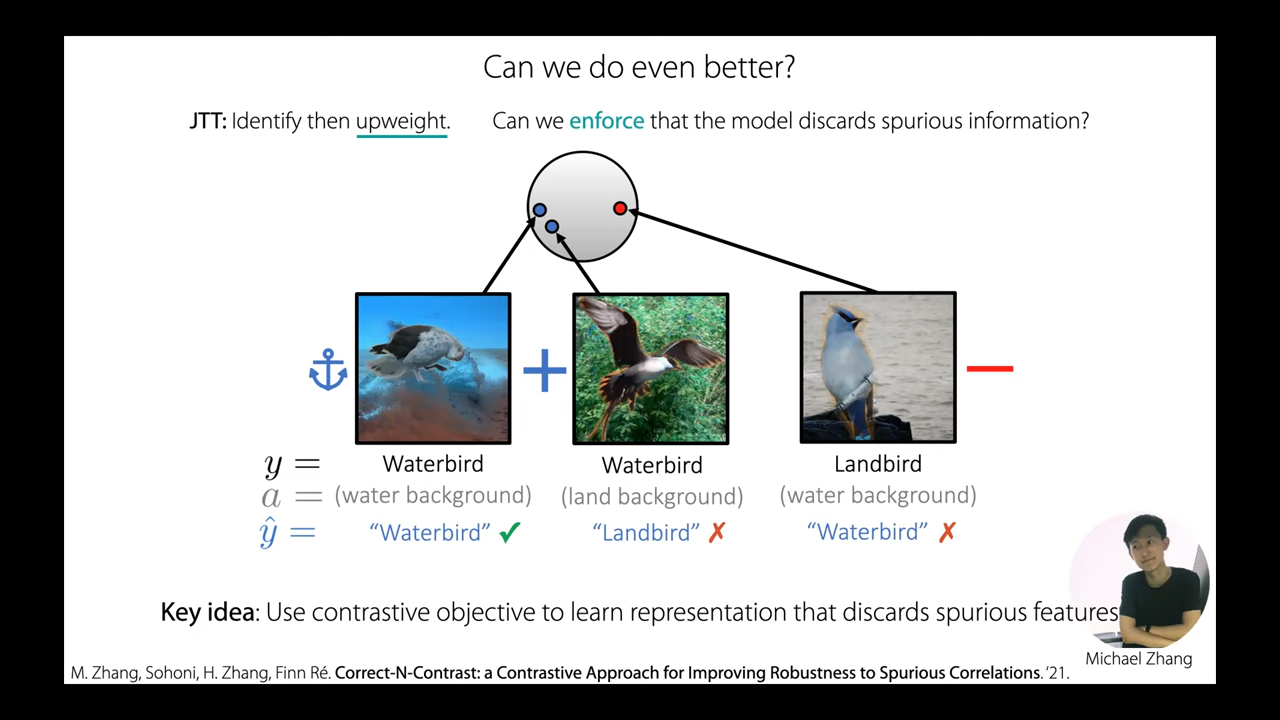 Can we do even better?
JTT: Identify then upweight. Can we enforce that the model discards spurious information?
y = Waterbird Waterbird Landbird
a = (water background) (land background) (water background)
ŷ = “Waterbird” ✓ “Landbird” ✗ “Waterbird” ✗
Key idea: Use contrastive objective to learn representation that discards spurious features
Michael Zhang
M. Zhang, Sohoni, H. Zhang, Finn Ré. Correct-N-Contrast: a Contrastive Approach for Improving Robustness to Spurious Correlations. ‘21.